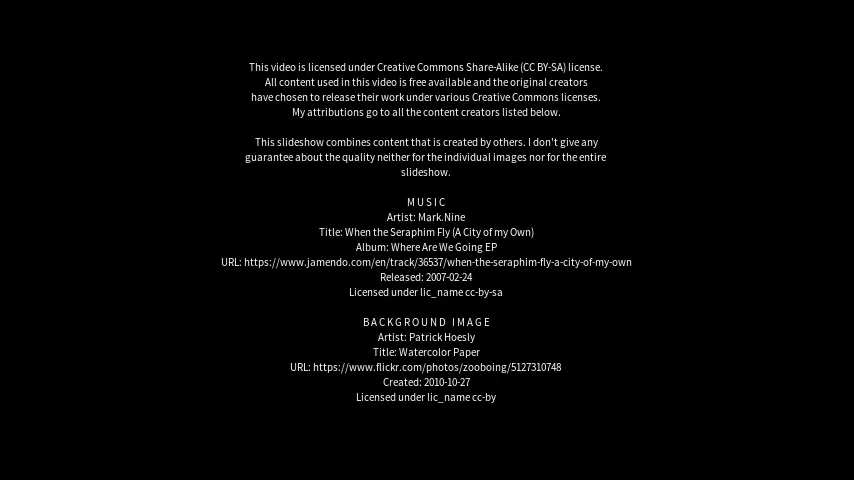 This video is licensed under Creative Commons Share-Alike (CC BY-SA) license.
All content used in this video is free available and the original creators
have chosen to release their work under various Creative Commons licenses.
My attributions go to all the content creators listed below.
This slideshow combines content that is created by others. I don't give any
guarantee about the quality neither for the individual images nor for the entire
slideshow.
MUSIC
Artist: Mark.Nine
Title: When the Seraphim Fly (A City of my Own)
Album: Where Are We Going EP
URL: https://www.jamendo.com/en/track/36537/when-the-seraphim-fly-a-city-of-my-own
Released: 2007-02-24
Licensed under lic_name cc-by-sa
BACKGROUND IMAGE
Artist: Patrick Hoesly
Title: Watercolor Paper
URL: https://www.flickr.com/photos/zooboing/5127310748
Created: 2010-10-27
Licensed under lic_name cc-by